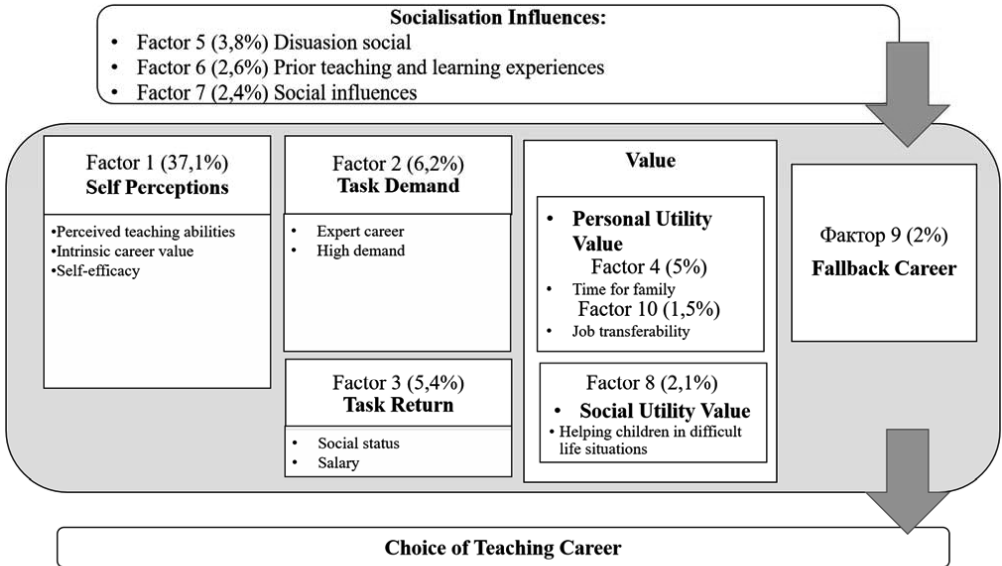 Socialisation Influences:
• Factor 5 (3,8%) Disuasion social
• Factor 6 (2,6%) Prior teaching and learning experiences
• Factor 7 (2,4%) Social influences
Factor 1 (37,1%)
Self Perceptions
•Perceived teaching abilities
•Intrinsic career value
•Self-efficacy
Factor 2 (6,2%)
Task Demand
• Expert career
• High demand
Factor 3 (5,4%)
Task Return
• Social status
• Salary
Value
• Personal Utility
Value
Factor 4 (5%)
• Time for family
Factor 10 (1,5%)
• Job transferability
Factor 8 (2,1%)
• Social Utility Value
• Helping children in difficult
life situations
Фактор 9 (2%)
Fallback Career
Choice of Teaching Career